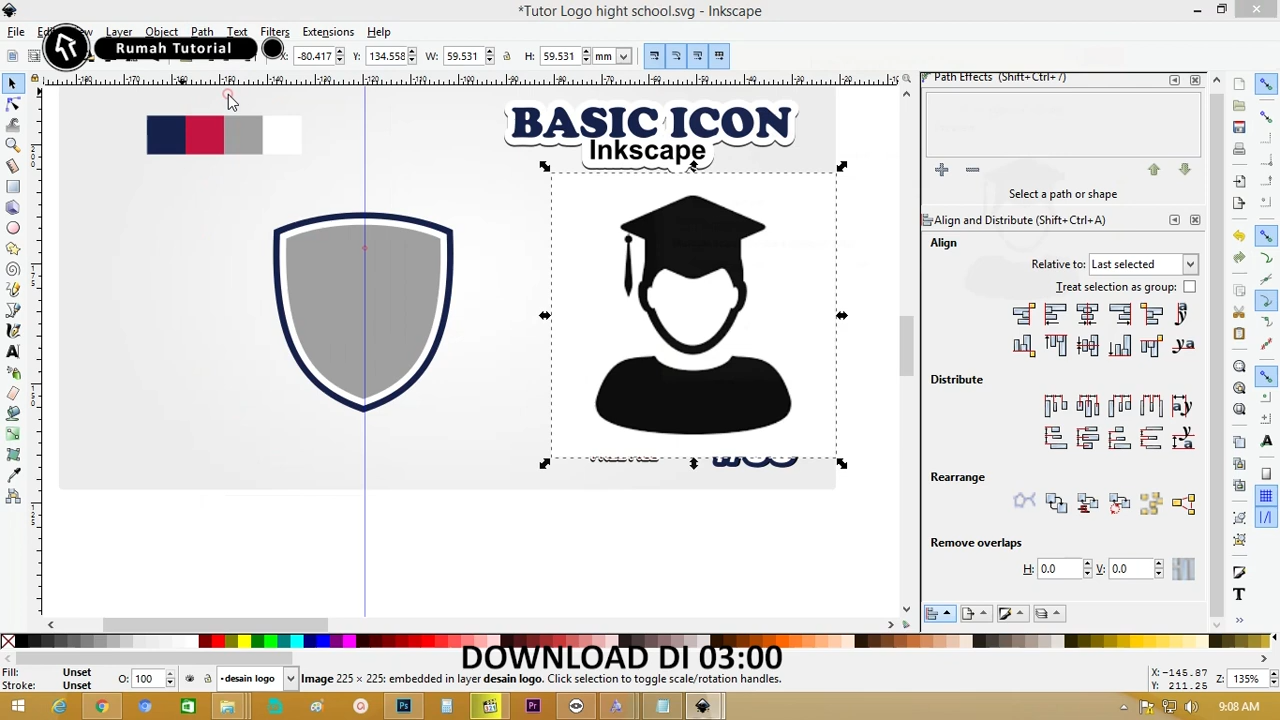 *Tutor Logo hight school.svg - Inkscape
File Layer Object Path Text Filters Extensions Help
Rumah Tutorial
-80.417 Y: 134.558 W: 59.531 H: 59.531 mm
Path Effects (Shift+Ctrl+7)
BASIC ICON
Inkscape
Select a path or shape
Align and Distribute (Shift+Ctrl+A)
Align
Relative to: Last selected
Treat selection as group:
Distribute
Rearrange
Remove overlaps
H: 0.0 V: 0.0
DOWNLOAD DI 03:00
Fill: Unset
Stroke: Unset
O: 100
desain logo
Image 225 × 225: embedded in layer desain logo. Click selection to toggle scale/rotation handles.
X: -145.87
Y: 211.25
Z: 135%
9:08 AM